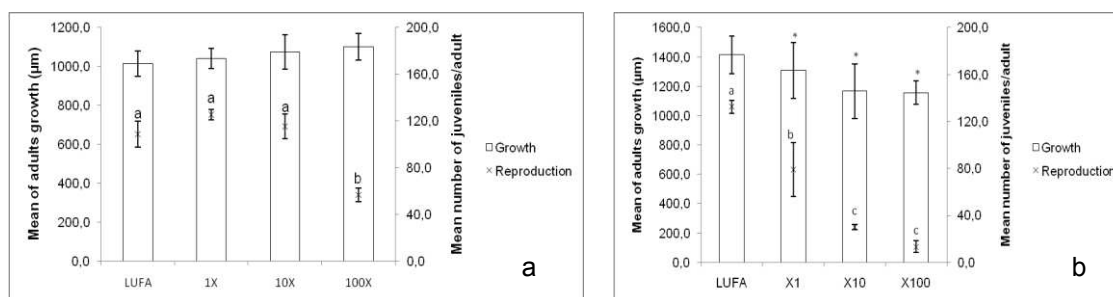 Mean of adults growth (μm)
1200,0
1000,0
800,0
600,0
400,0
200,0
0,0
a
a
a
b
LUFA 1X 10X 100X
200,0
160,0
120,0
80,0
40,0
0,0
Mean number of juveniles/adult
Growth
Reproduction
a
Mean of adults growth (μm)
1600,0
1400,0
1200,0
1000,0
800,0
600,0
400,0
200,0
0,0
* * *
a
b
c
c
LUFA X1 X10 X100
200,0
160,0
120,0
80,0
40,0
0,0
Mean number of juveniles/adult
Growth
Reproduction
b